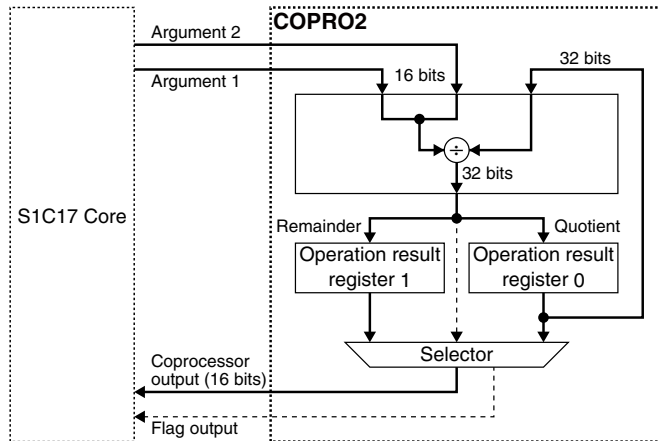 COPRO2
Argument 2
Argument 1
16 bits
32 bits
÷
32 bits
S1C17 Core
Remainder
Quotient
Operation result
register 1
Operation result
register 0
Selector
Coprocessor
output (16 bits)
Flag output